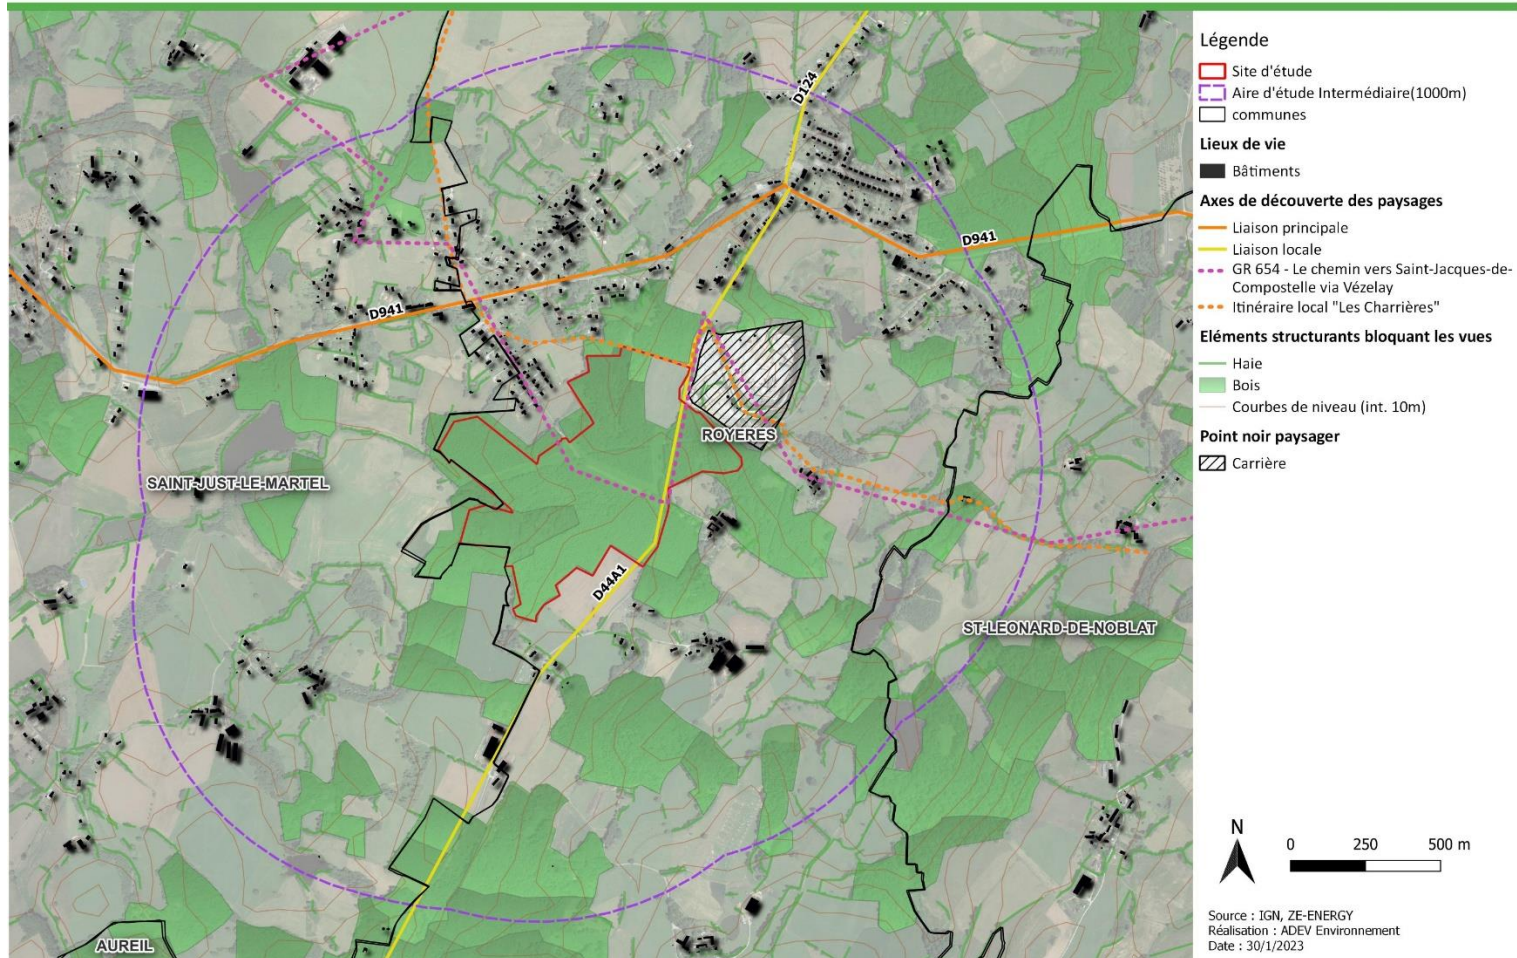 D124
D941
D941
ROYERES
SAINT-JUST-LE-MARTEL
D44A1
ST-LEONARD-DE-NOBLAT
AUREIL
Légende
Site d'étude
Aire d'étude Intermédiaire(1000m)
communes
Lieux de vie
Bâtiments
Axes de découverte des paysages
Liaison principale
Liaison locale
GR 654 - Le chemin vers Saint-Jacques-de-
Compostelle via Vézelay
Itinéraire local "Les Charrières"
Eléments structurants bloquant les vues
Haie
Bois
Courbes de niveau (int. 10m)
Point noir paysager
Carrière
N
0 250 500 m
Source : IGN, ZE-ENERGY
Réalisation : ADEV Environnement
Date : 30/1/2023